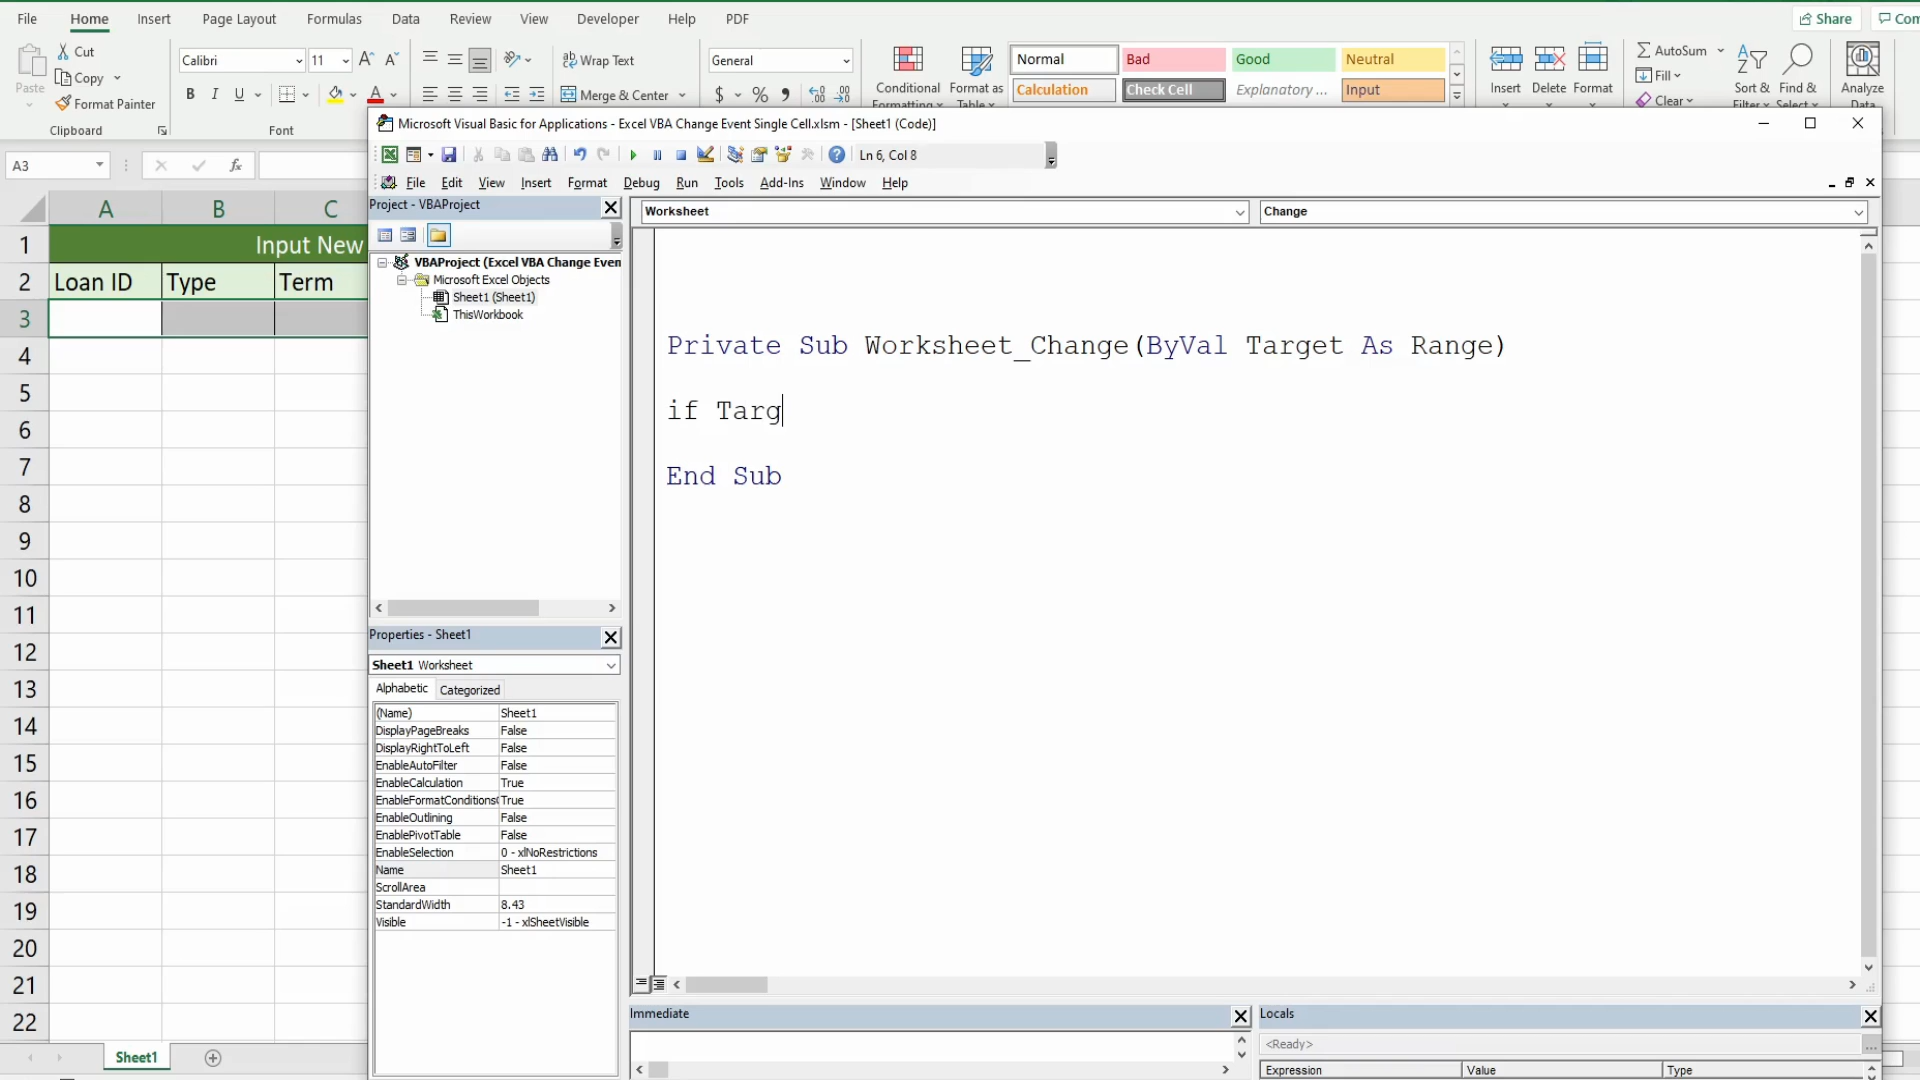 File Home Insert Page Layout Formulas Data Review View Developer Help PDF Share
Cut
Copy
Format Painter
Paste
Clipboard
Calibri 11
B I U
Font
Wrap Text
Merge & Center
General
$ %
Conditional Formatting
Format as Table
Normal Bad Good Neutral
Calculation Check Cell Explanatory ... Input
Insert Delete Format
AutoSum
Fill
Clear
Sort & Filter
Find & Select
Analyze Data
Microsoft Visual Basic for Applications - Excel VBA Change Event Single Cell.xlsm - [Sheet1 (Code)]
A3
fx
Ln 6, Col 8
File Edit View Insert Format Debug Run Tools Add-Ins Window Help
Project - VBAProject
VBAProject (Excel VBA Change Even
Microsoft Excel Objects
Sheet1 (Sheet1)
ThisWorkbook
Worksheet Change
Private Sub Worksheet_Change(ByVal Target As Range)
if Targ
End Sub
A B C
1 Input New
2 Loan ID Type Term
3
4
5
6
7
8
9
10
11
12
13
14
15
16
17
18
19
20
21
22
Properties - Sheet1
Sheet1 Worksheet
Alphabetic Categorized
(Name) Sheet1
DisplayPageBreaks False
DisplayRightToLeft False
EnableAutoFilter False
EnableCalculation True
EnableFormatConditions True
EnableOutlining False
EnablePivotTable False
EnableSelection 0 - xlNoRestrictions
Name Sheet1
ScrollArea
StandardWidth 8.43
Visible -1 - xlSheetVisible
Immediate
Locals
<Ready>
Expression Value Type
Sheet1